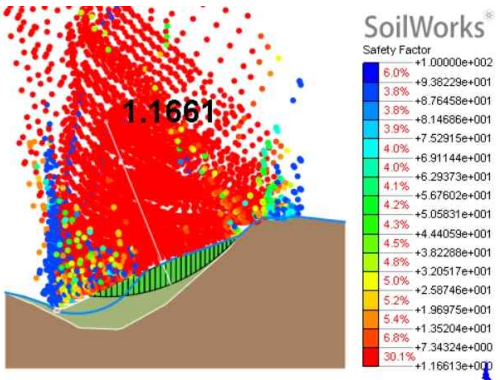 SoilWorks
Safety Factor
1.1661
+1.00000e+002
6.0%
+9.38229e+001
3.8%
+8.76458e+001
3.8%
+8.14686e+001
3.9%
+7.52915e+001
4.0%
+6.91144e+001
4.0%
+6.29373e+001
4.1%
+5.67602e+001
4.2%
+5.05831e+001
4.3%
+4.44059e+001
4.5%
+3.82288e+001
4.8%
+3.20517e+001
5.0%
+2.58746e+001
5.2%
+1.96975e+001
5.4%
+1.35204e+001
6.8%
+7.34324e+000
30.1%
+1.16613e+000